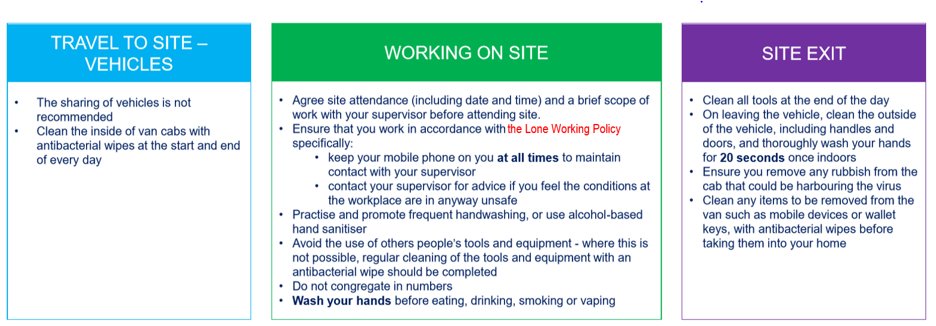 TRAVEL TO SITE –
VEHICLES
• The sharing of vehicles is not
recommended
• Clean the inside of van cabs with
antibacterial wipes at the start and end
of every day
WORKING ON SITE
• Agree site attendance (including date and time) and a brief scope of
work with your supervisor before attending site.
• Ensure that you work in accordance with the Lone Working Policy
specifically:
• keep your mobile phone on you at all times to maintain
contact with your supervisor
• contact your supervisor for advice if you feel the conditions at
the workplace are in anyway unsafe
• Practise and promote frequent handwashing, or use alcohol-based
hand sanitiser
• Avoid the use of others people's tools and equipment - where this is
not possible, regular cleaning of the tools and equipment with an
antibacterial wipe should be completed
• Do not congregate in numbers
• Wash your hands before eating, drinking, smoking or vaping
SITE EXIT
• Clean all tools at the end of the day
• On leaving the vehicle, clean the outside
of the vehicle, including handles and
doors, and thoroughly wash your hands
for 20 seconds once indoors
• Ensure you remove any rubbish from the
cab that could be harbouring the virus
• Clean any items to be removed from the
van such as mobile devices or wallet
keys, with antibacterial wipes before
taking them into your home